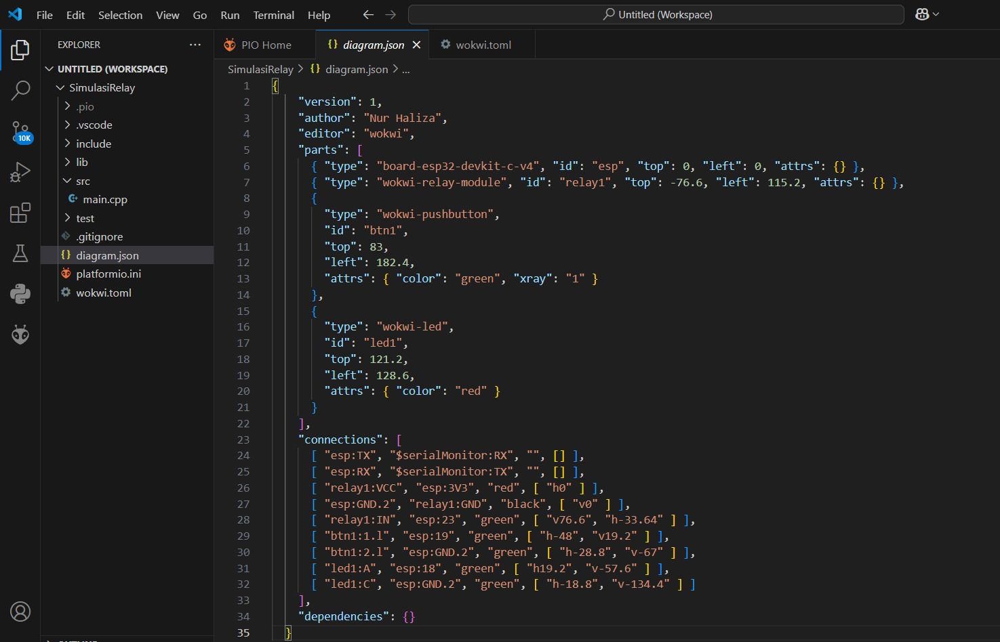 File Edit Selection View Go Run Terminal Help
Untitled (Workspace)
EXPLORER
UNTITLED (WORKSPACE)
SimulasiRelay
.pio
.vscode
include
lib
src
main.cpp
test
.gitignore
diagram.json
platformio.ini
wokwi.toml
10K
PIO Home diagram.json wokwi.toml
SimulasiRelay > diagram.json > ...
1 {
2 "version": 1,
3 "author": "Nur Haliza",
4 "editor": "wokwi",
5 "parts": [
6 { "type": "board-esp32-devkit-c-v4", "id": "esp", "top": 0, "left": 0, "attrs": {} },
7 { "type": "wokwi-relay-module", "id": "relay1", "top": -76.6, "left": 115.2, "attrs": {} },
8 {
9 "type": "wokwi-pushbutton",
10 "id": "btn1",
11 "top": 83,
12 "left": 182.4,
13 "attrs": { "color": "green", "xray": "1" }
14 },
15 {
16 "type": "wokwi-led",
17 "id": "led1",
18 "top": 121.2,
19 "left": 128.6,
20 "attrs": { "color": "red" }
21 }
22 ],
23 "connections": [
24 [ "esp:TX", "$serialMonitor:RX", "", [] ],
25 [ "esp:RX", "$serialMonitor:TX", "", [] ],
26 [ "relay1:VCC", "esp:3V3", "red", [ "h0" ] ],
27 [ "esp:GND.2", "relay1:GND", "black", [ "v0" ] ],
28 [ "relay1:IN", "esp:23", "green", [ "v76.6", "h-33.64" ] ],
29 [ "btn1:1.l", "esp:19", "green", [ "h-48", "v19.2" ] ],
30 [ "btn1:2.l", "esp:GND.2", "green", [ "h-28.8", "v-67" ] ],
31 [ "led1:A", "esp:18", "green", [ "h19.2", "v-57.6" ] ],
32 [ "led1:C", "esp:GND.2", "green", [ "h-18.8", "v-134.4" ] ]
33 ],
34 "dependencies": {}
35 }